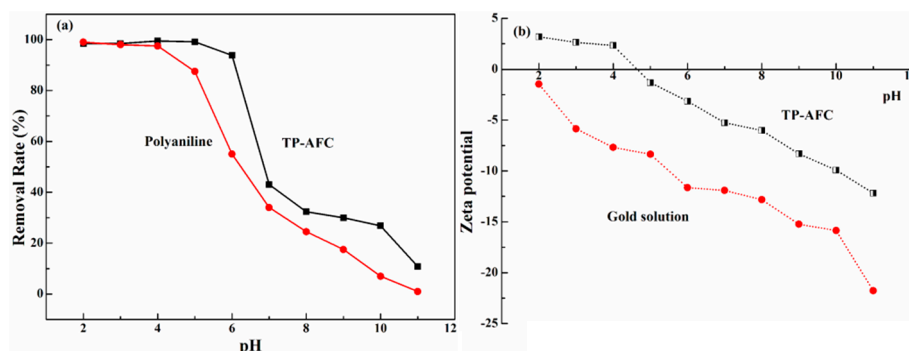 (a)
100
80
60
40
20
0
Removal Rate (%)
Polyaniline
TP-AFC
2 4 6 8 10 12
pH
(b)
5
0
-5
-10
-15
-20
-25
Zeta potential
2 4 6 8 10
pH
TP-AFC
Gold solution